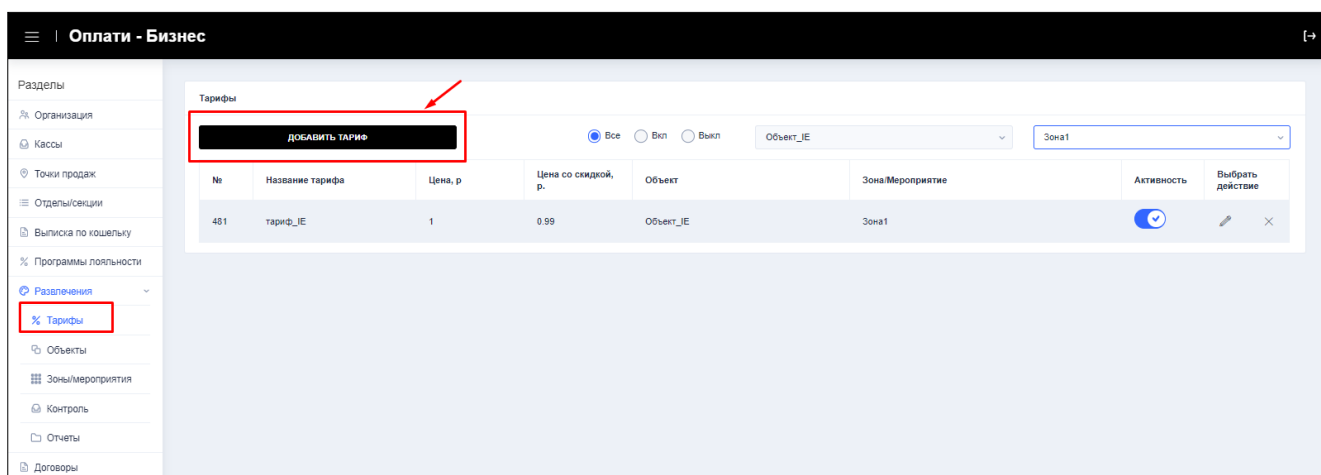 Оплати - Бизнес
Разделы
Организация
Кассы
Точки продаж
Отделы/секции
Выписка по кошельку
Программы лояльности
Развлечения
Тарифы
Объекты
Зоны/мероприятия
Контроль
Отчеты
Договоры
Тарифы
ДОБАВИТЬ ТАРИФ
Все Вкл Выкл Объект_IE Зона1
№ Название тарифа Цена, р Цена со скидкой, Объект Зона/Мероприятие Активность Выбрать
р. действие
481 тариф_IE 1 0.99 Объект_IE Зона1